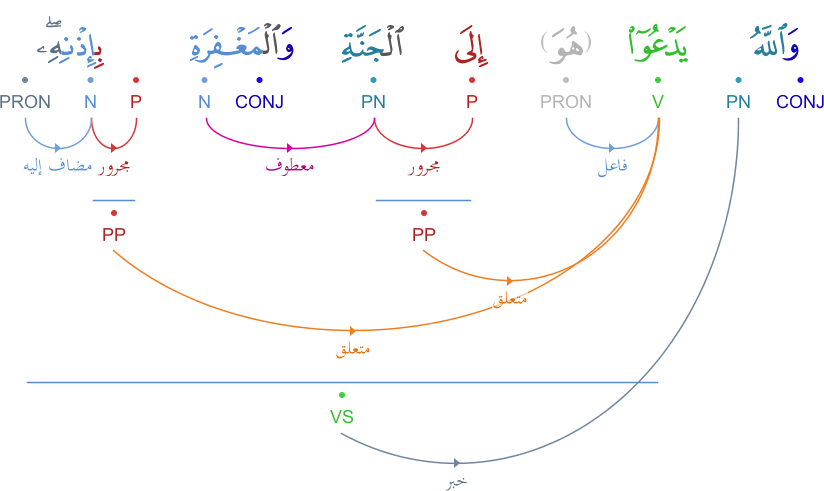 وَٱللَّهُ يَدْعُوٓا۟ (هُوَ) إِلَى ٱلْجَنَّةِ وَٱلْمَغْفِرَةِ بِإِذْنِهِۦ ۖ
PRON N P N CONJ PN P PRON V PN CONJ
مضاف إليه مجرور معطوف مجرور فاعل
PP PP
متعلق
متعلق
VS
خبر